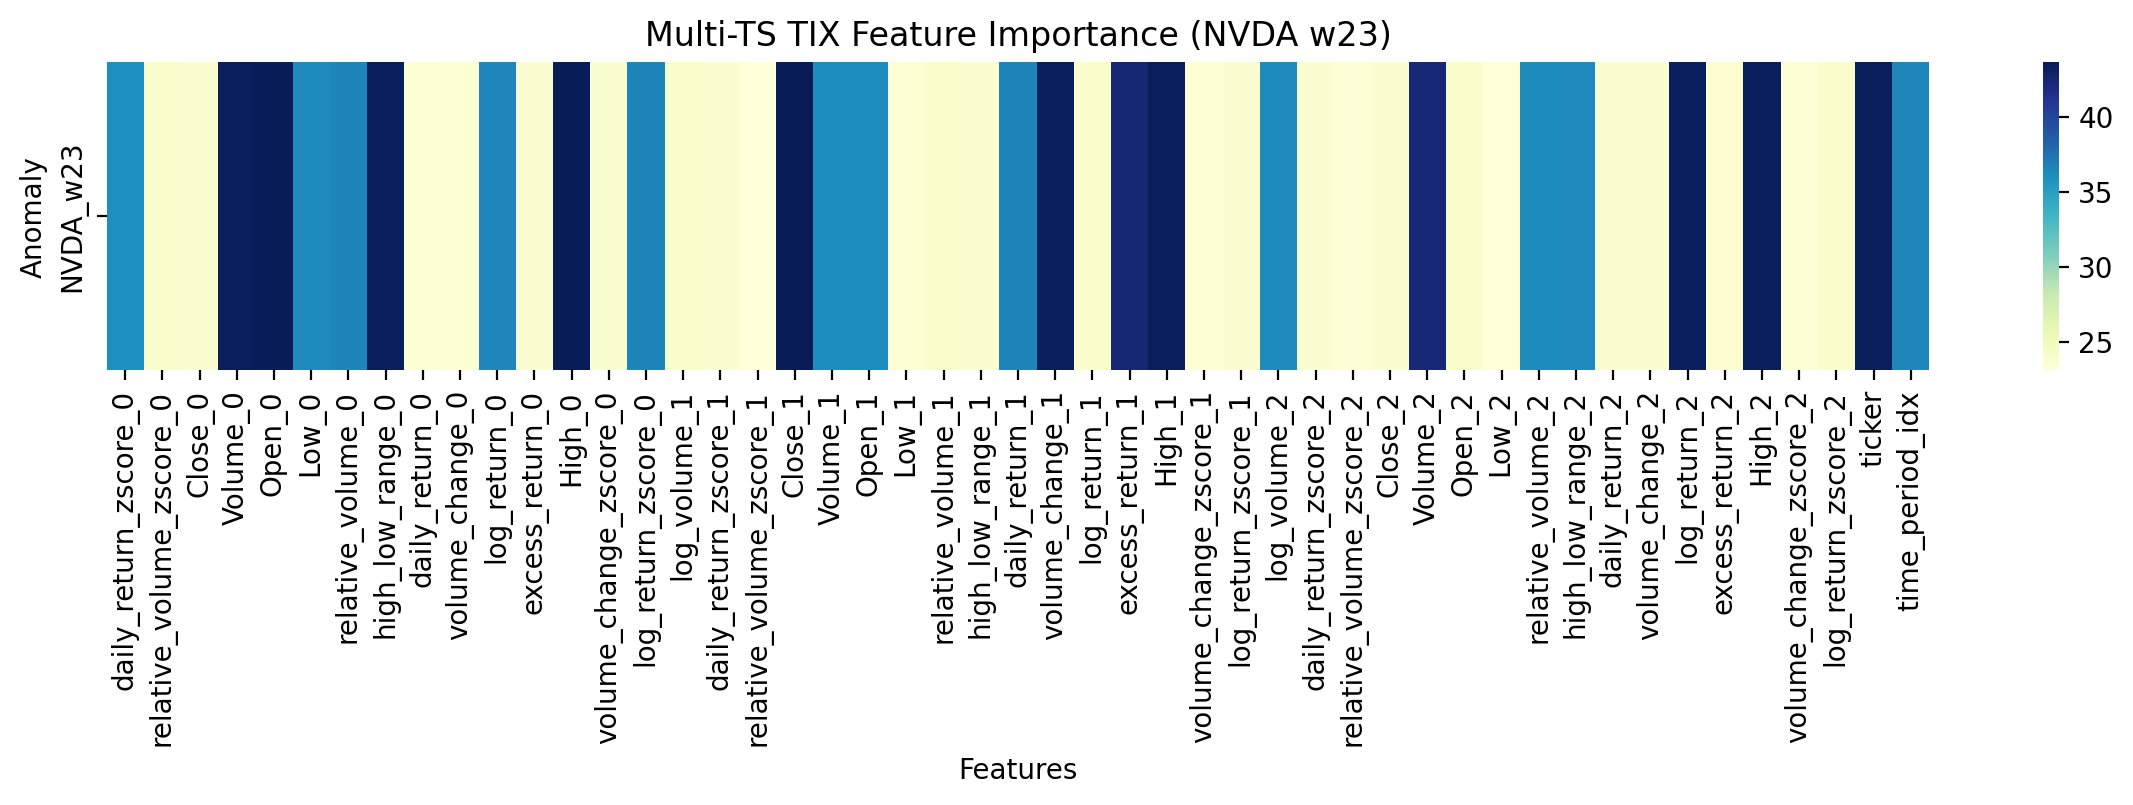 Multi-TS TIX Feature Importance (NVDA w23)
Anomaly
NVDA_w23
40
35
30
25
daily_return_zscore_0
relative_volume_zscore_0
Close_0
Volume_0
Open_0
Low_0
relative_volume_0
high_low_range_0
daily_return_0
volume_change_0
log_return_0
excess_return_0
High_0
volume_change_zscore_0
log_return_zscore_0
log_volume_1
daily_return_zscore_1
relative_volume_zscore_1
Close_1
Volume_1
Open_1
Low_1
relative_volume_1
high_low_range_1
daily_return_1
volume_change_1
log_return_1
excess_return_1
High_1
volume_change_zscore_1
log_return_zscore_1
log_volume_2
daily_return_zscore_2
relative_volume_zscore_2
Close_2
Volume_2
Open_2
Low_2
relative_volume_2
high_low_range_2
daily_return_2
volume_change_2
log_return_2
excess_return_2
High_2
volume_change_zscore_2
log_return_zscore_2
ticker
time_period_idx
Features